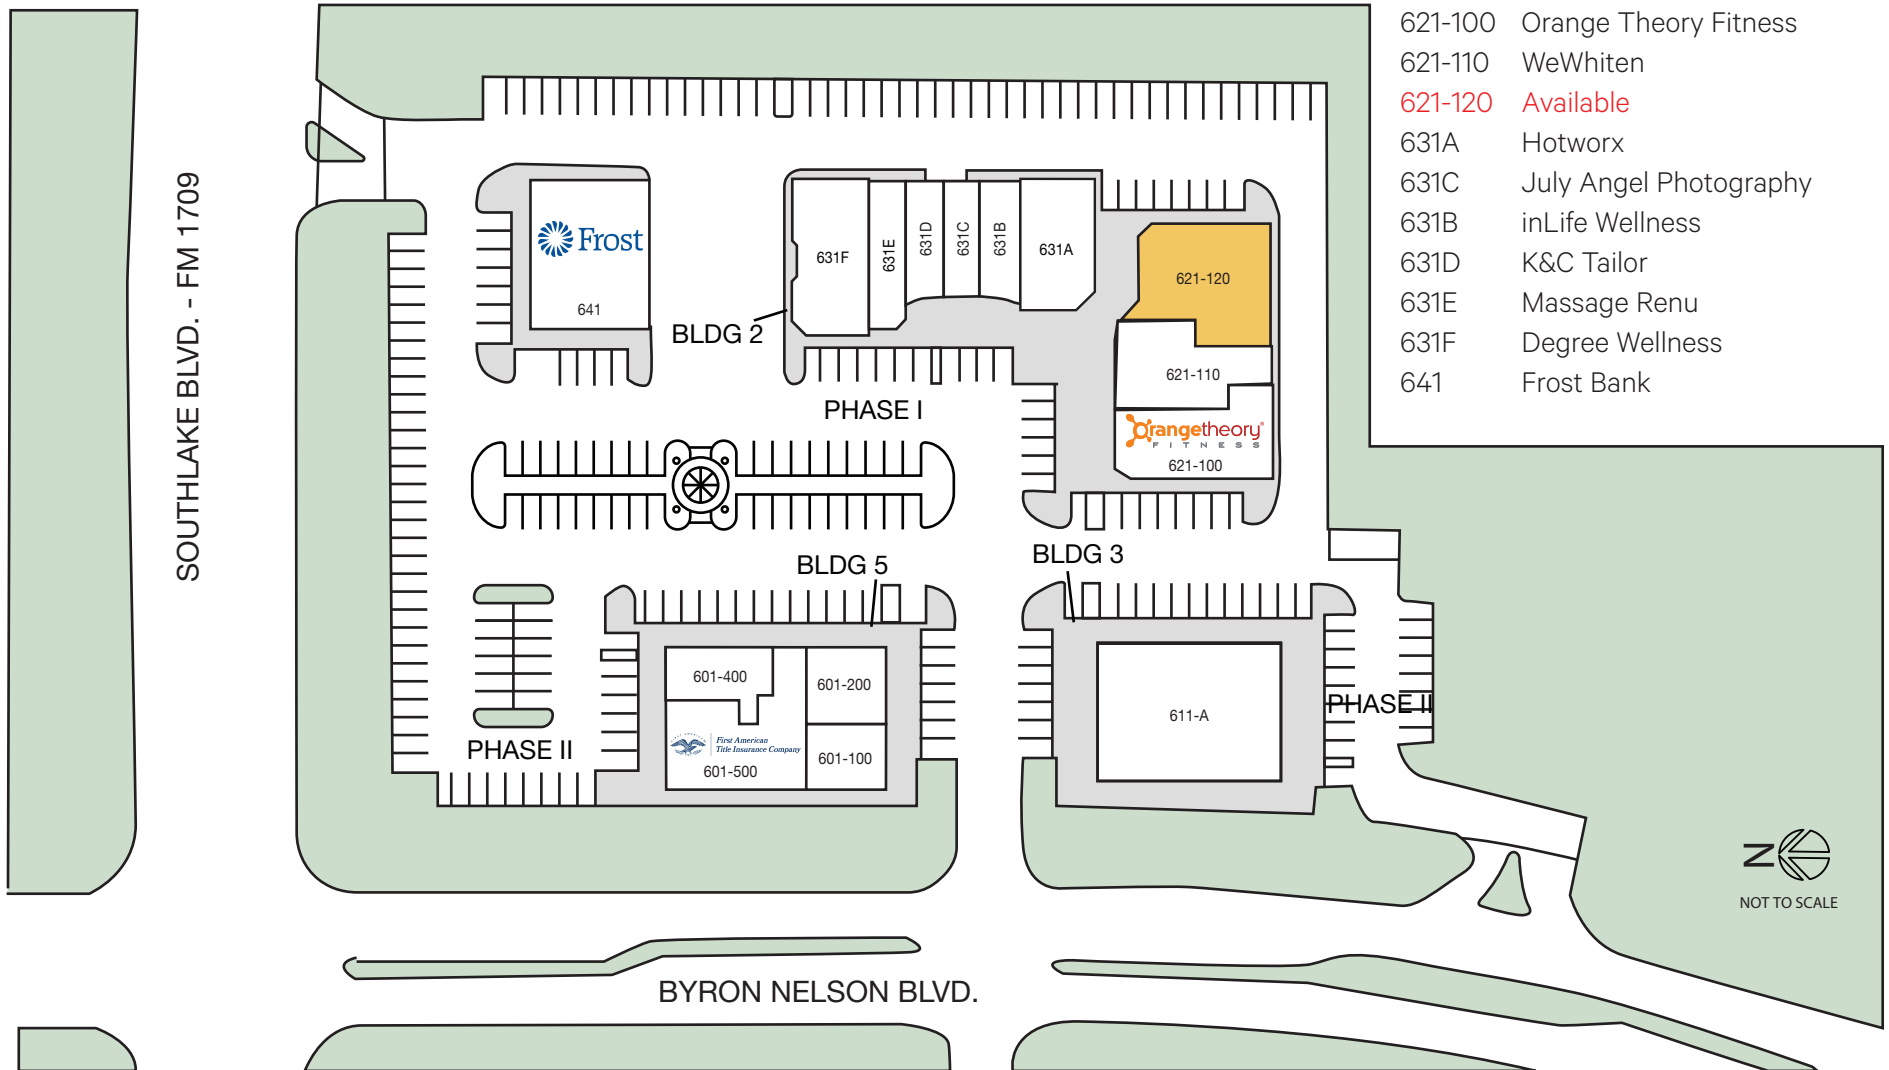 621-100 Orange Theory Fitness
621-110 WeWhiten
621-120 Available
631A Hotworx
631C July Angel Photography
631B inLife Wellness
631D K&C Tailor
631E Massage Renu
631F Degree Wellness
641 Frost Bank
SOUTHLAKE BLVD. - FM 1709
Frost
641
BLDG 2
631F
631E
631D
631C
631B
631A
621-120
621-110
orangetheory®
FITNESS
621-100
PHASE I
BLDG 5
BLDG 3
601-400
601-200
First American
Title Insurance Company
601-500
601-100
611-A
PHASE II
PHASE II
N
NOT TO SCALE
BYRON NELSON BLVD.